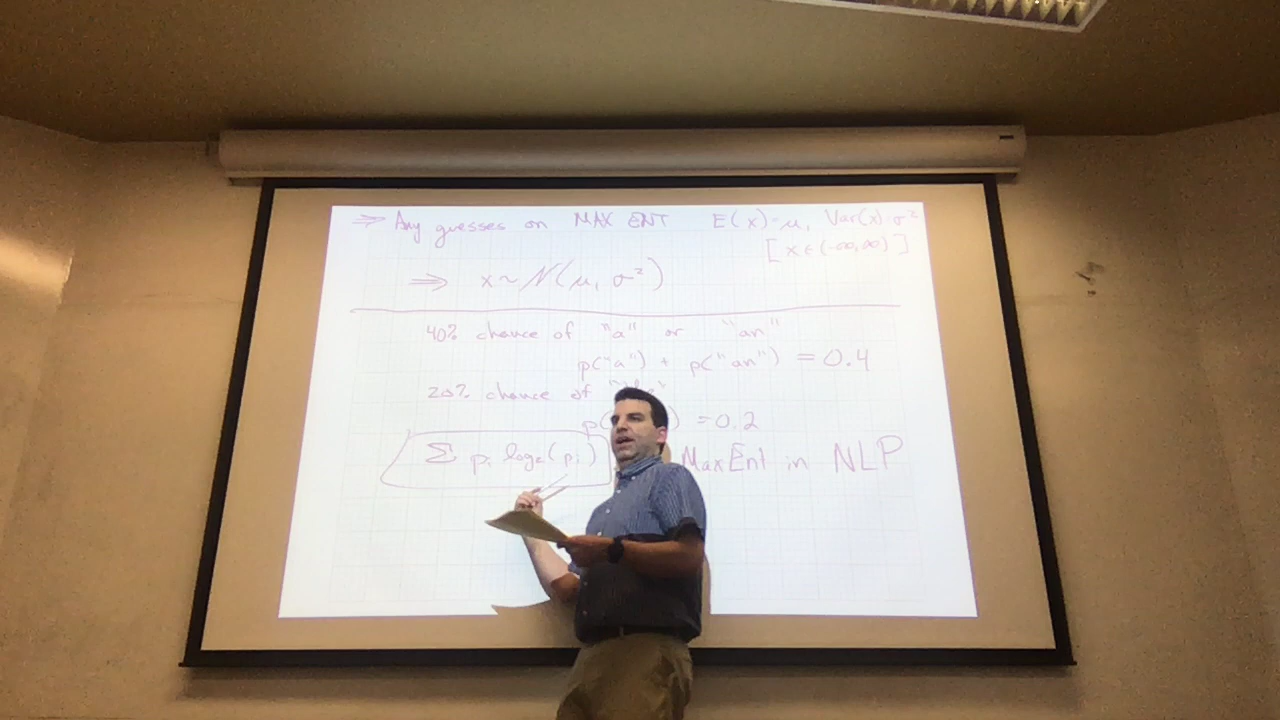 ⇒ Any guesses on MAX ENT E(x)=μ, Var(x)=σ²
[x∈(-∞,∞)]
⇒ x~N(μ, σ²)
40% chance of "a" or "an"
p("a") + p("an") = 0.4
20% chance of
p( ) = 0.2
Σ pᵢ logₑ(pᵢ) MaxEnt in NLP